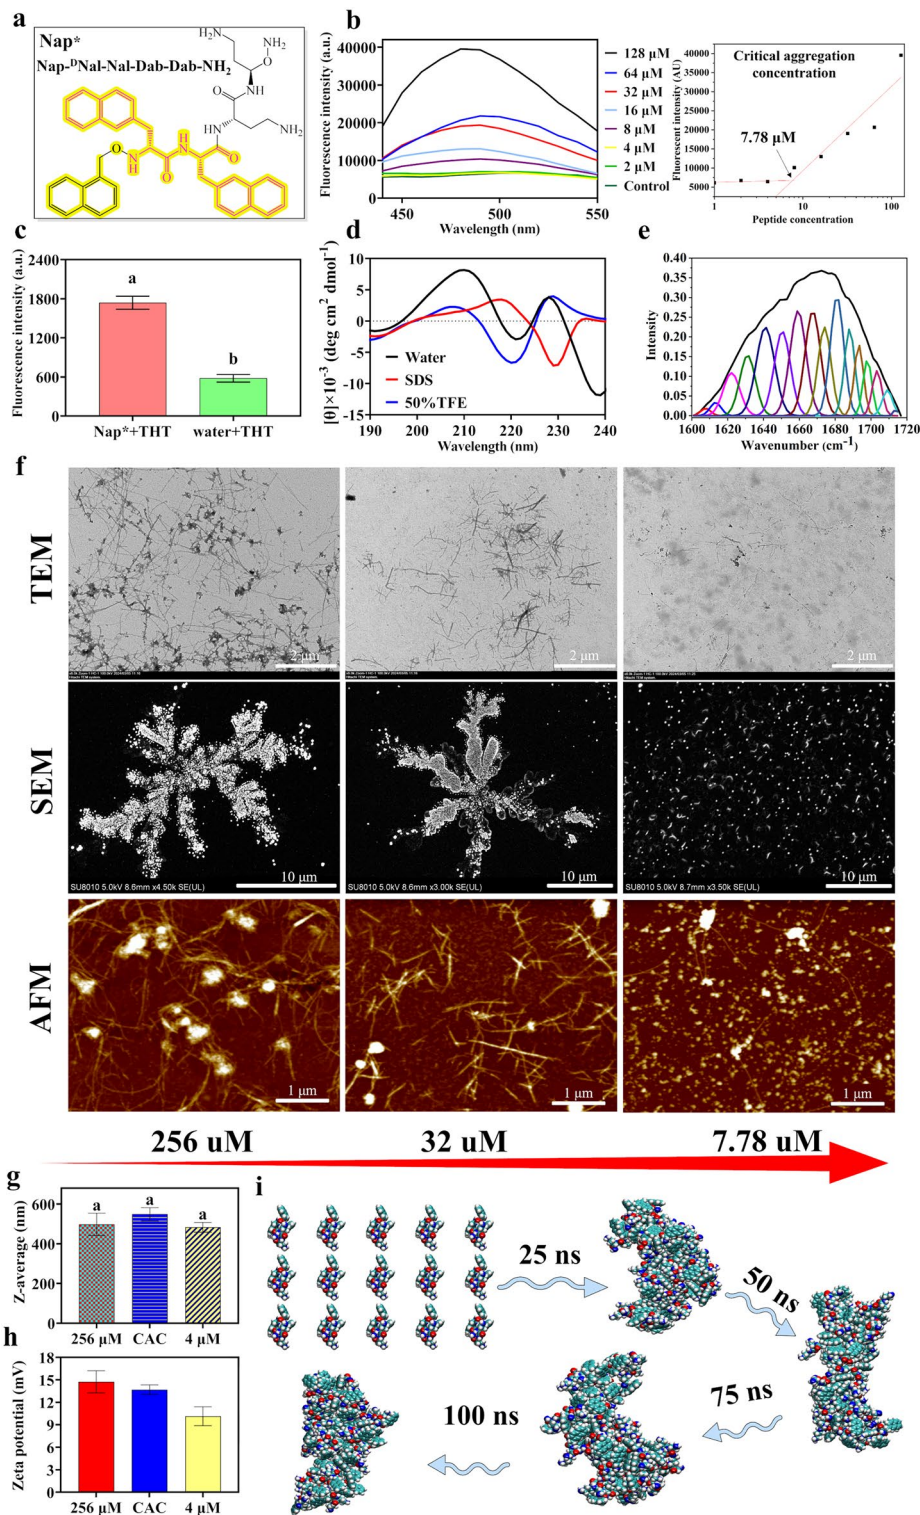 a
Nap*
Nap-ᴰNal-Nal-Dab-Dab-NH₂
H₂N
NH₂
O
NH
O
H
N
NH₂
O
H
N
O
N
H
O
b
Fluorescence intensity (a.u.)
40000
30000
20000
10000
0
450
500
550
Wavelength (nm)
128 μM
64 μM
32 μM
16 μM
8 μM
4 μM
2 μM
Control
Fluorescent intensity (AU)
40000
35000
30000
25000
20000
15000
10000
5000
Critical aggregation
concentration
7.78 μM
1
10
100
Peptide concentration
c
Fluorescence intensity (a.u.)
2400
1800
1200
600
0
a
b
Nap*+THT
water+THT
d
[θ]×10⁻³ (deg cm² dmol⁻¹)
10
5
0
-5
-10
-15
Water
SDS
50%TFE
190
200
210
220
230
240
Wavelength (nm)
e
Intensity
0.40
0.35
0.30
0.25
0.20
0.15
0.10
0.05
0.00
1600
1620
1640
1660
1680
1700
1720
Wavenumber (cm⁻¹)
f
TEM
2 μm
2 μm
2 μm
SEM
SU8010 5.0kV 8.6mm x4.50k SE(UL)
10 μm
SU8010 5.0kV 8.6mm x3.00k SE(UL)
10 μm
SU8010 5.0kV 8.7mm x3.50k SE(UL)
10 μm
AFM
1 μm
1 μm
1 μm
256 uM
32 uM
7.78 uM
g
Z-average (nm)
600
400
200
0
a
a
a
256 μM
CAC
4 μM
h
Zeta potential (mV)
18
15
12
9
6
3
0
256 μM
CAC
4 μM
i
25 ns
50 ns
75 ns
100 ns